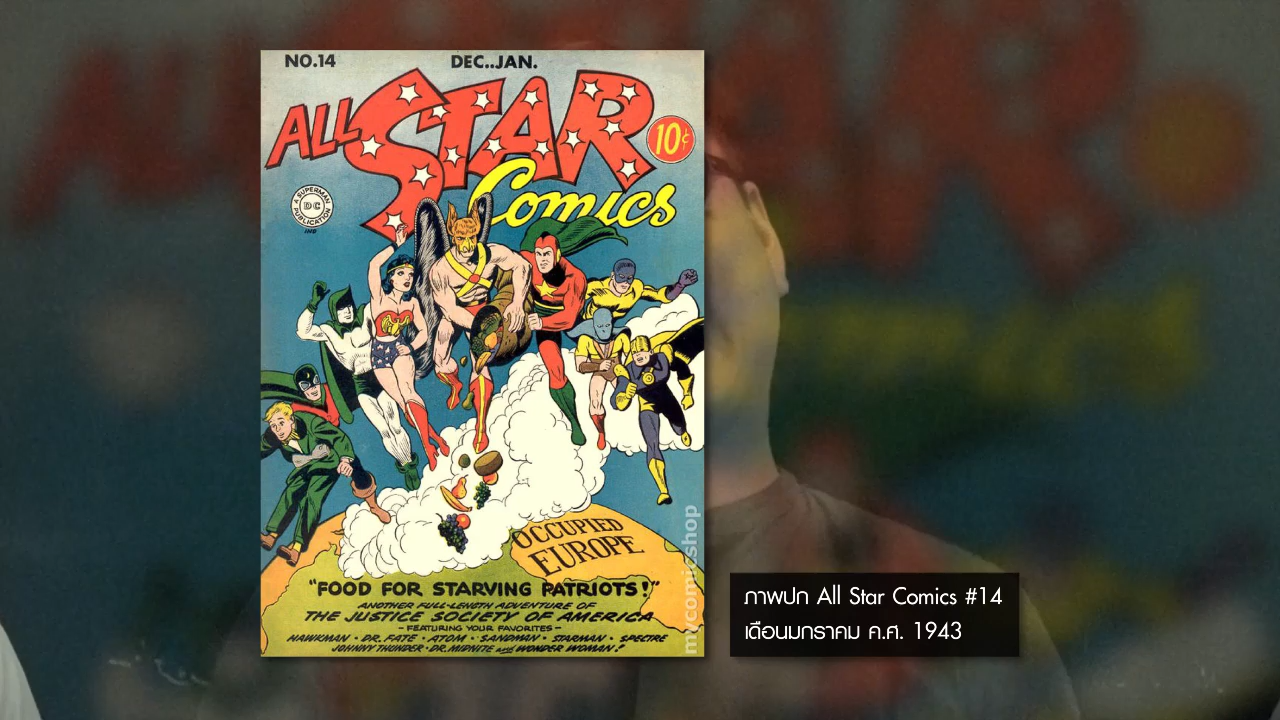 NO.14
DEC..JAN.
ALL STAR
Comics
10¢
A SUPERMAN
DC
PUBLICATION
OCCUPIED
EUROPE
"FOOD FOR STARVING PATRIOTS!"
ANOTHER FULL-LENGTH ADVENTURE OF
THE JUSTICE SOCIETY OF AMERICA
—FEATURING YOUR FAVORITES—
HAWKMAN • DR. FATE • ATOM • SANDMAN • STARMAN • SPECTRE
JOHNNY THUNDER • DR. MIDNITE and WONDER WOMAN!
mycomicshop
ภาพปก All Star Comics #14
เดือนมกราคม ค.ศ. 1943